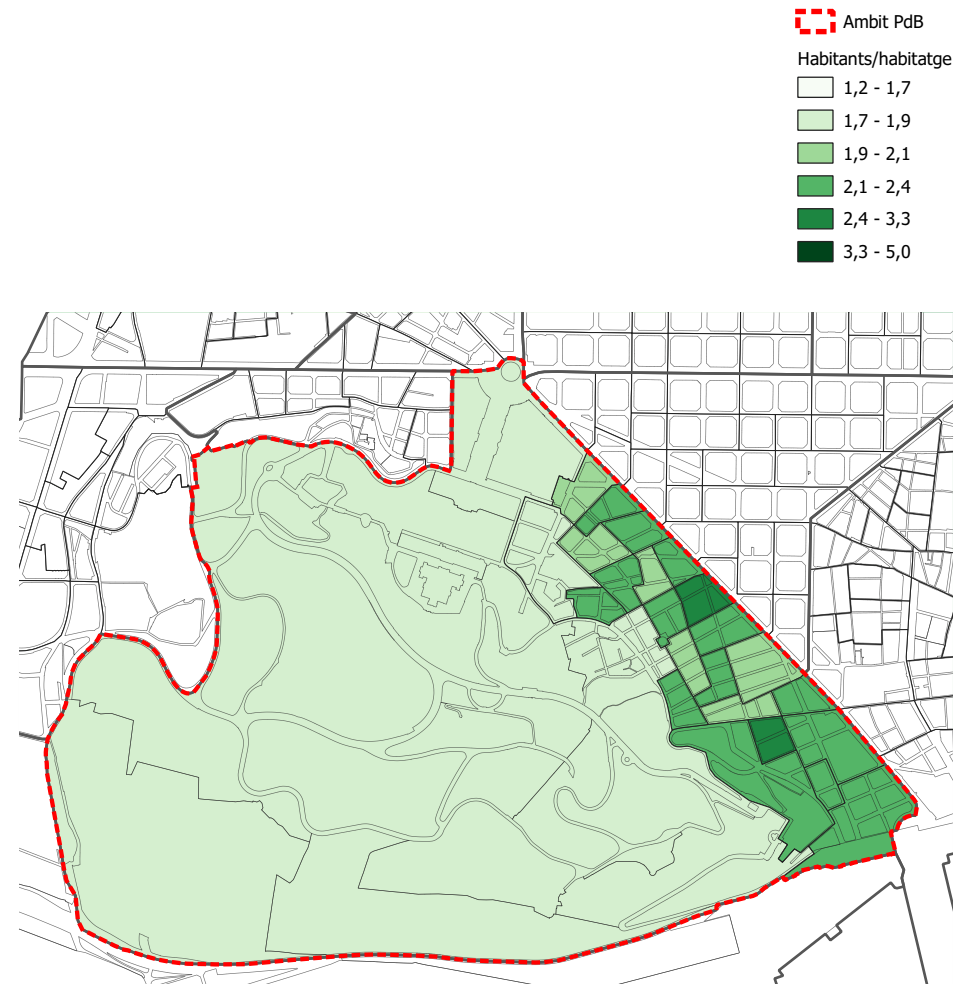 Ambit PdB
Habitants/habitatge
1,2 - 1,7
1,7 - 1,9
1,9 - 2,1
2,1 - 2,4
2,4 - 3,3
3,3 - 5,0